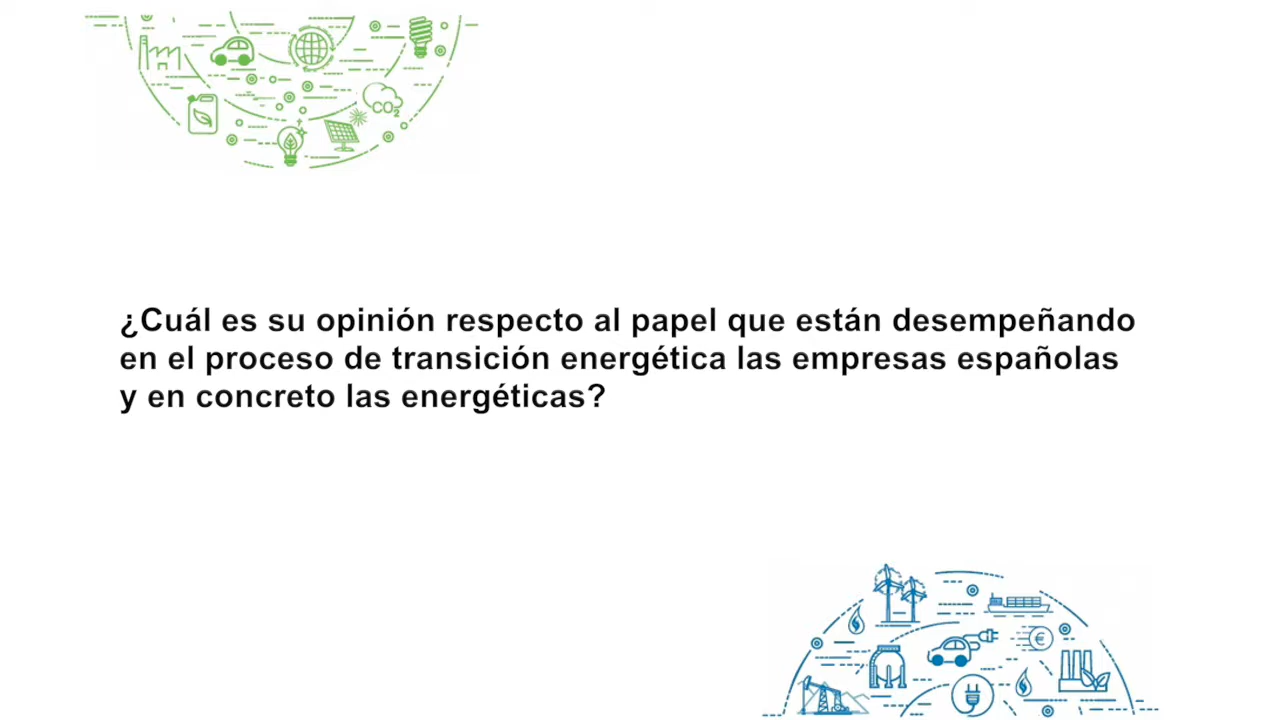 CO2
¿Cuál es su opinión respecto al papel que están desempeñando
en el proceso de transición energética las empresas españolas
y en concreto las energéticas?
€